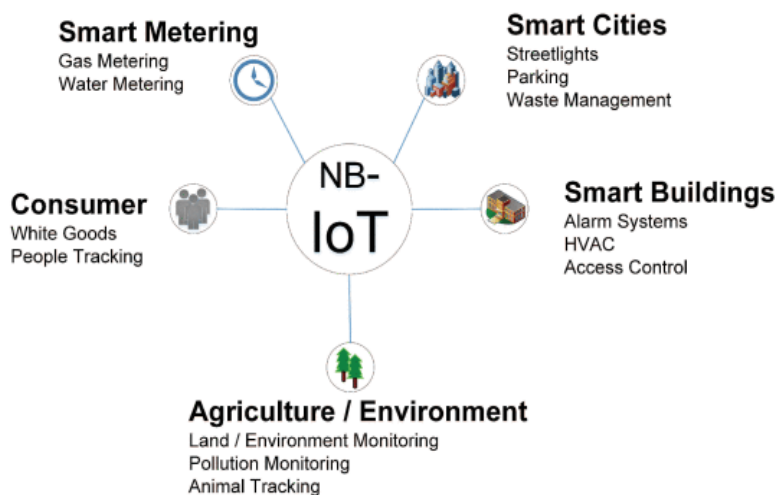 Smart Metering
Gas Metering
Water Metering
Smart Cities
Streetlights
Parking
Waste Management
NB-
IoT
Consumer
White Goods
People Tracking
Smart Buildings
Alarm Systems
HVAC
Access Control
Agriculture / Environment
Land / Environment Monitoring
Pollution Monitoring
Animal Tracking